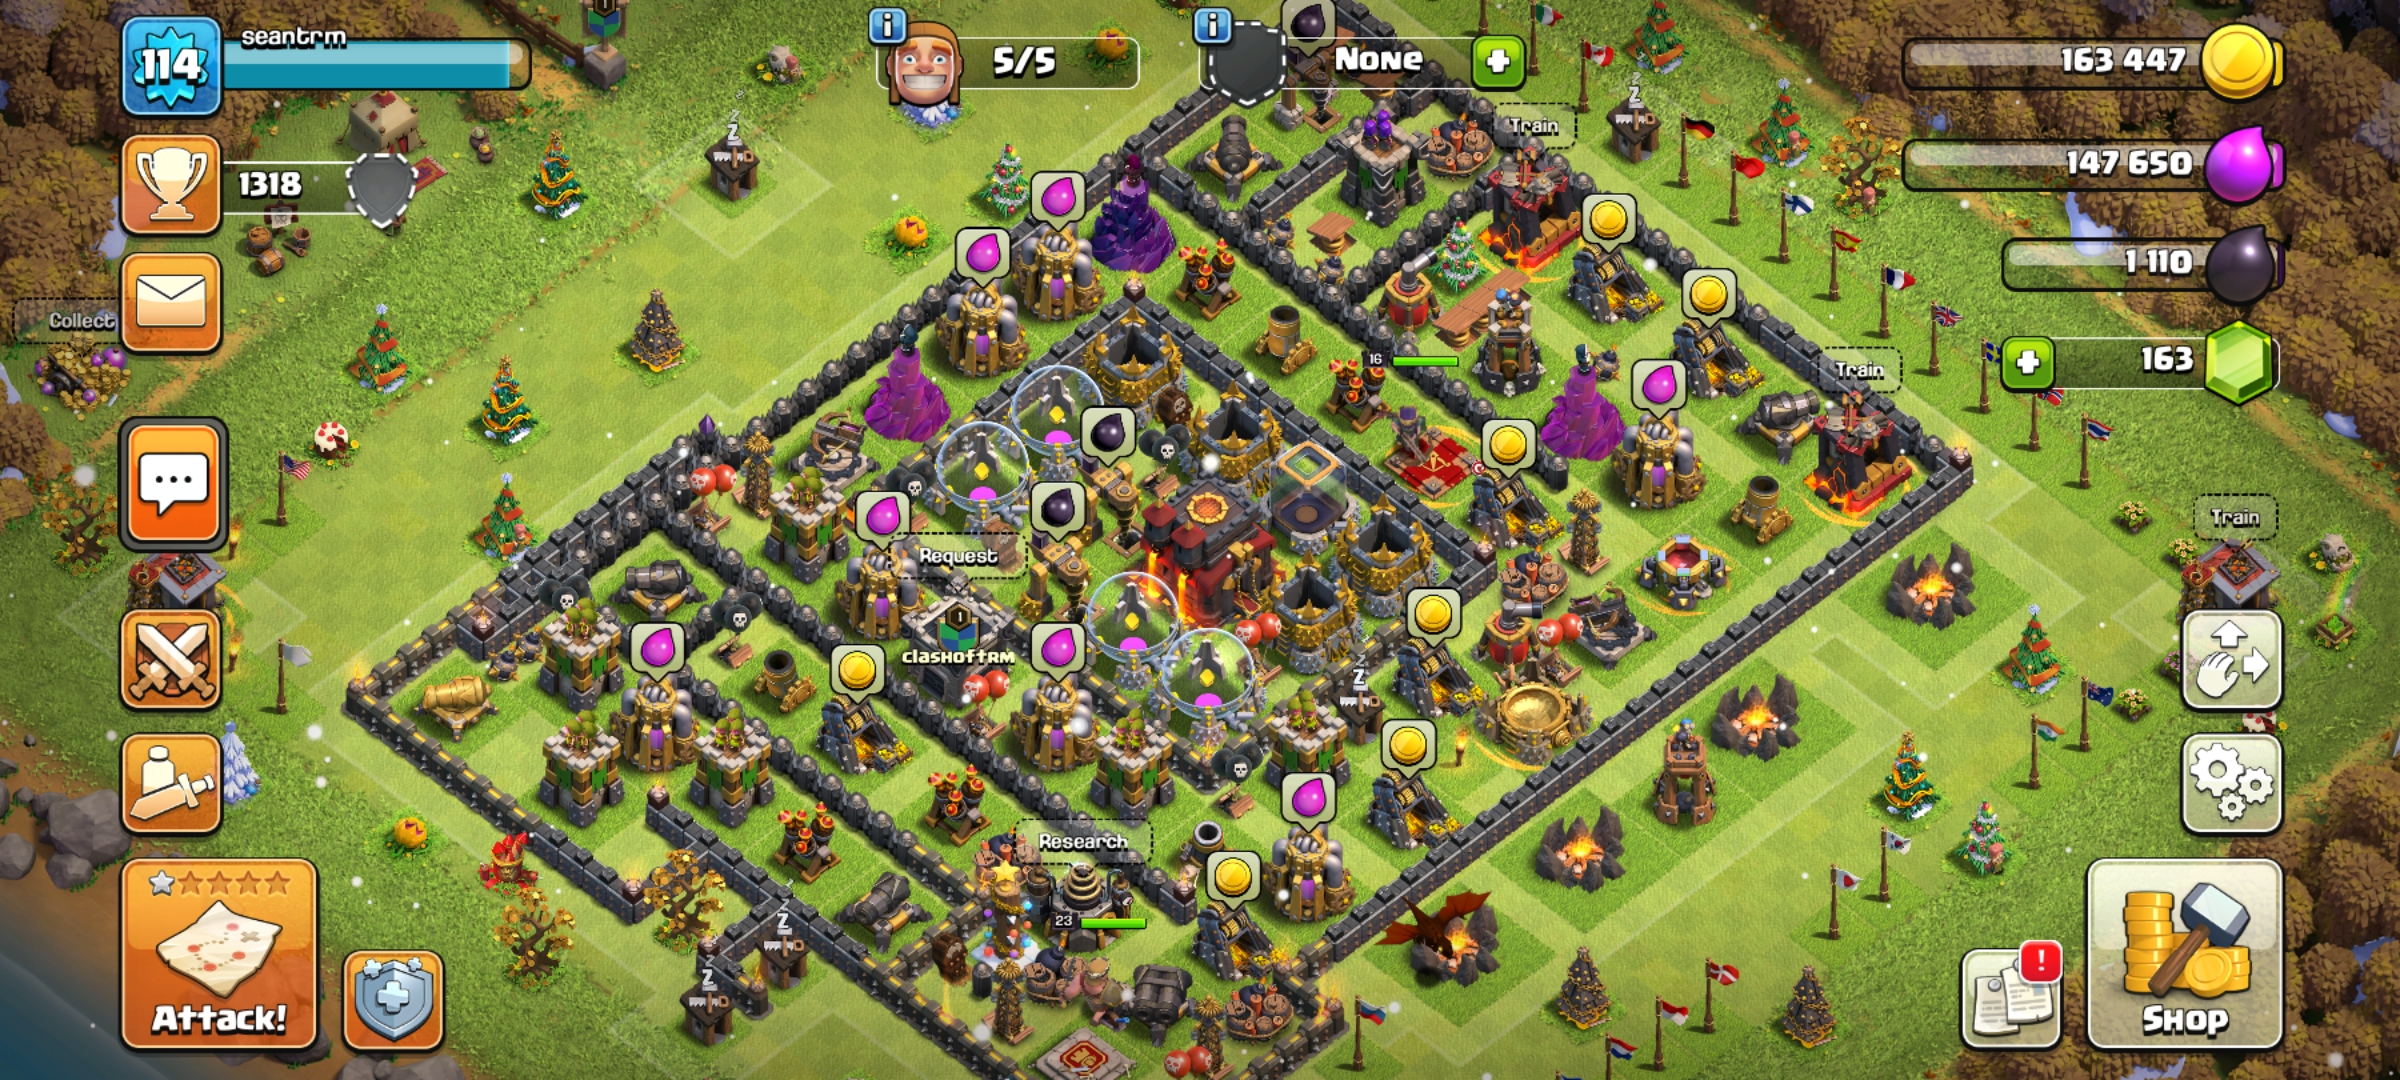 114
seantrm
5/5
None
163 447
1318
Train
147 650
1 110
Collect
163
16
Train
Train
Request
1
clashoftrm
Research
23
Attack!
!
Shop